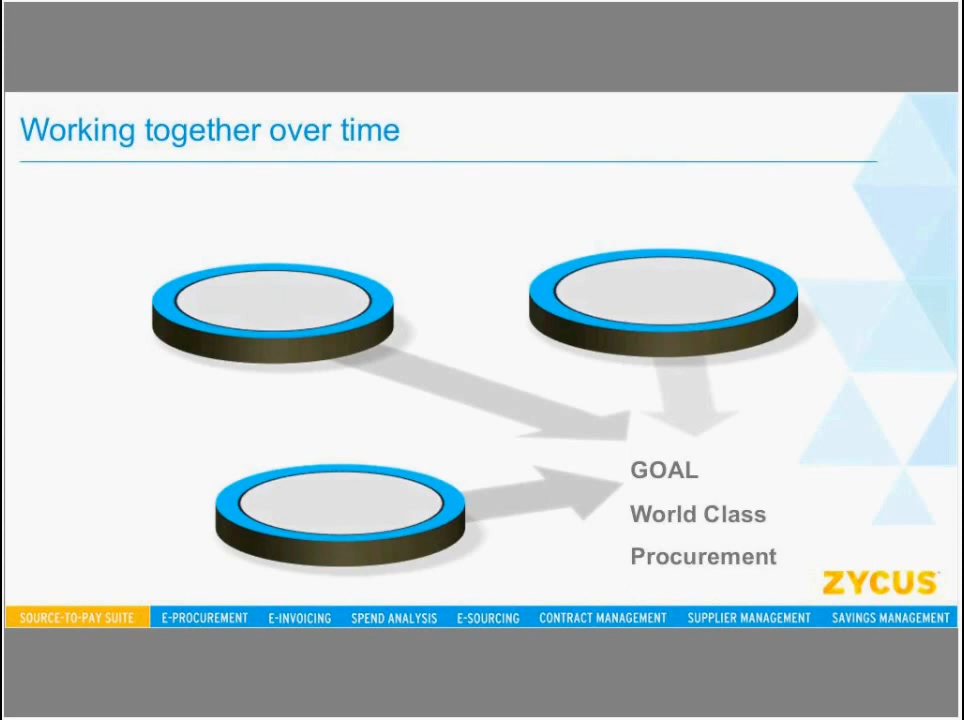 Working together over time
GOAL
World Class
Procurement
ZYCUS
SOURCE-TO-PAY SUITE E-PROCUREMENT E-INVOICING SPEND ANALYSIS E-SOURCING CONTRACT MANAGEMENT SUPPLIER MANAGEMENT SAVINGS MANAGEMENT